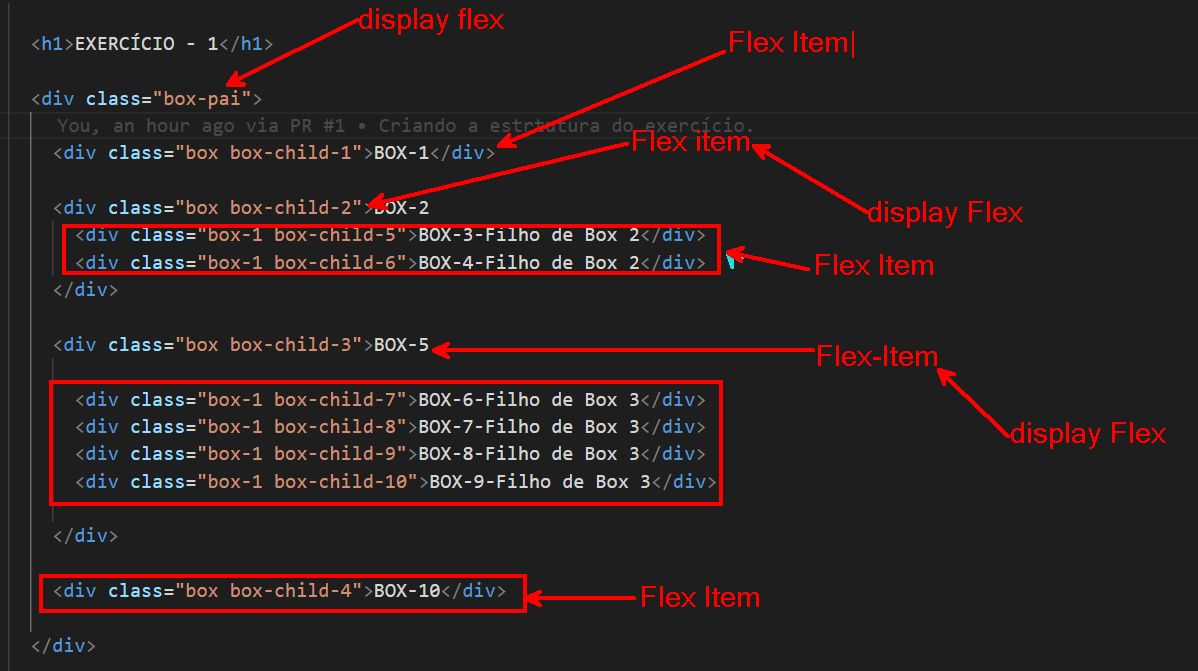 display flex
<h1>EXERCÍCIO - 1</h1>
Flex Item
<div class="box-pai">
You, an hour ago via PR #1 • Criando a estrtutura do exercício.
Flex item
<div class="box box-child-1">BOX-1</div>
<div class="box box-child-2">BOX-2
display Flex
<div class="box-1 box-child-5">BOX-3-Filho de Box 2</div>
<div class="box-1 box-child-6">BOX-4-Filho de Box 2</div>
Flex Item
</div>
<div class="box box-child-3">BOX-5
Flex-Item
<div class="box-1 box-child-7">BOX-6-Filho de Box 3</div>
<div class="box-1 box-child-8">BOX-7-Filho de Box 3</div>
display Flex
<div class="box-1 box-child-9">BOX-8-Filho de Box 3</div>
<div class="box-1 box-child-10">BOX-9-Filho de Box 3</div>
</div>
<div class="box box-child-4">BOX-10</div>
Flex Item
</div>